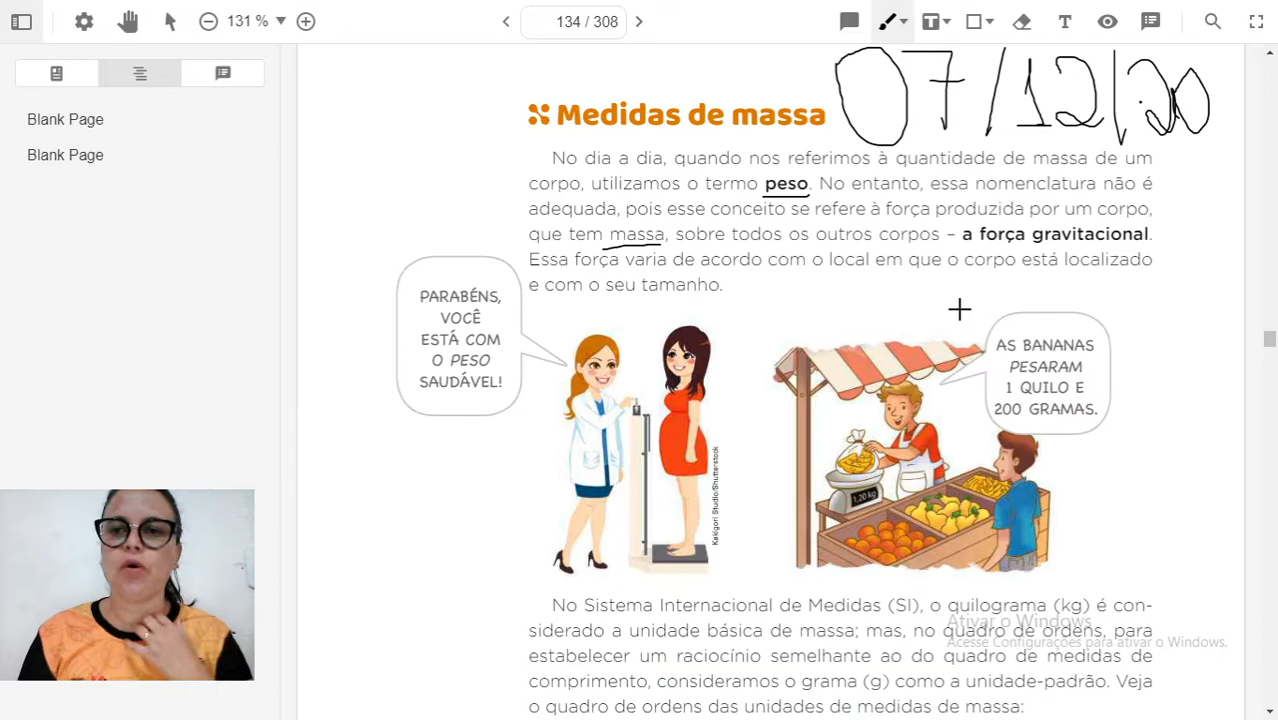 131 %
134 / 308
Blank Page
Blank Page
07/12/20
Medidas de massa
No dia a dia, quando nos referimos à quantidade de massa de um
corpo, utilizamos o termo peso. No entanto, essa nomenclatura não é
adequada, pois esse conceito se refere à força produzida por um corpo,
que tem massa, sobre todos os outros corpos – a força gravitacional.
Essa força varia de acordo com o local em que o corpo está localizado
e com o seu tamanho.
PARABÉNS,
VOCÊ
ESTÁ COM
O PESO
SAUDÁVEL!
AS BANANAS
PESARAM
1 QUILO E
200 GRAMAS.
1,20 kg
Kakigori Studio/Shutterstock
No Sistema Internacional de Medidas (SI), o quilograma (kg) é con-
siderado a unidade básica de massa; mas, no quadro de ordens, para
estabelecer um raciocínio semelhante ao do quadro de medidas de
comprimento, consideramos o grama (g) como a unidade-padrão. Veja
o quadro de ordens das unidades de medidas de massa:
Ativar o Windows
Acesse Configurações para ativar o Windows.